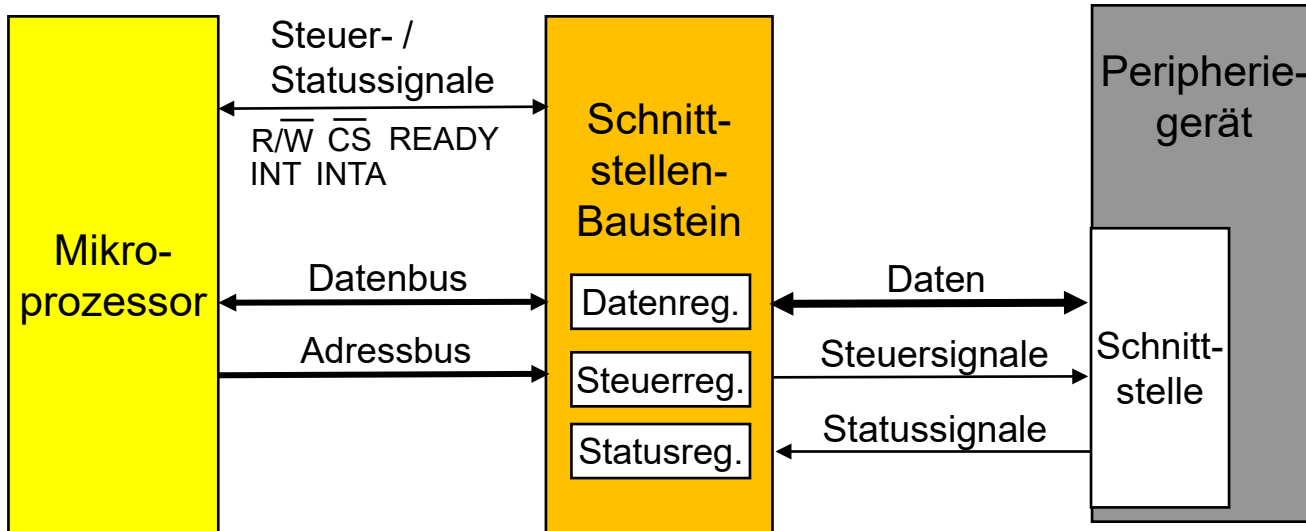 Steuer- /
Statussignale
R/W̅ C̅S̅ READY
INT INTA
Mikro-
prozessor
Datenbus
Adressbus
Schnitt-
stellen-
Baustein
Datenreg.
Steuerreg.
Statusreg.
Daten
Steuersignale
Statussignale
Peripherie-
gerät
Schnitt-
stelle